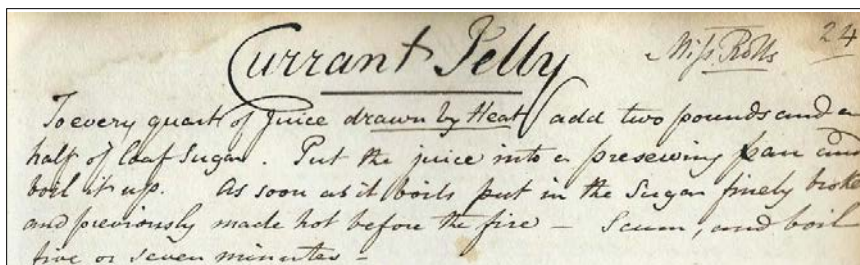 Currant Jelly
Miss Rolls 24
To every quart of juice drawn by Heat add two pounds and a
half of loaf Sugar. Put the juice into a preserving pan and
boil it up. As soon as it boils put in the Sugar finely broke
and previously made hot before the fire – Scum, and boil
five or seven minutes –